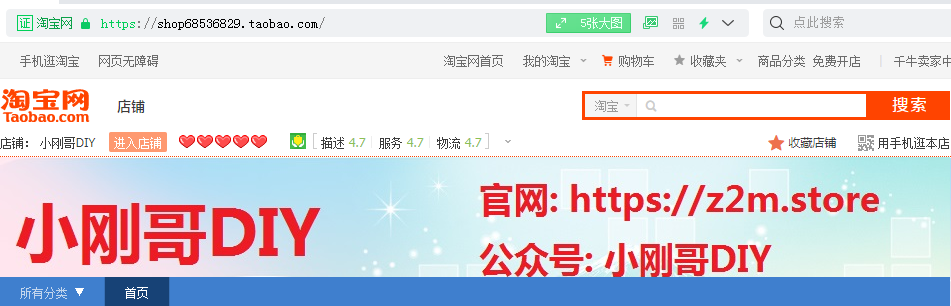 证 淘宝网 https://shop68536829.taobao.com/ 5张大图 点此搜索
手机逛淘宝 网页无障碍 淘宝网首页 我的淘宝 购物车 收藏夹 商品分类 免费开店 千牛卖家中
淘宝网 店铺 淘宝 搜索
Taobao.com
店铺: 小刚哥DIY 进入店铺 描述 4.7 服务 4.7 物流 4.7 收藏店铺 用手机逛本店
小刚哥DIY
官网: https://z2m.store
公众号: 小刚哥DIY
所有分类 首页